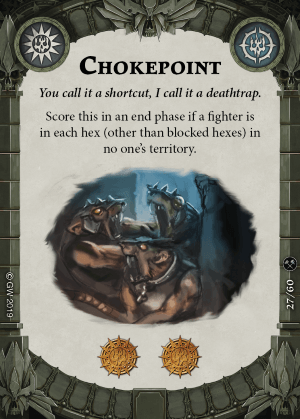 CHOKEPOINT
You call it a shortcut, I call it a deathtrap.
Score this in an end phase if a fighter is
in each hex (other than blocked hexes) in
no one's territory.
© GW 2019
27/60